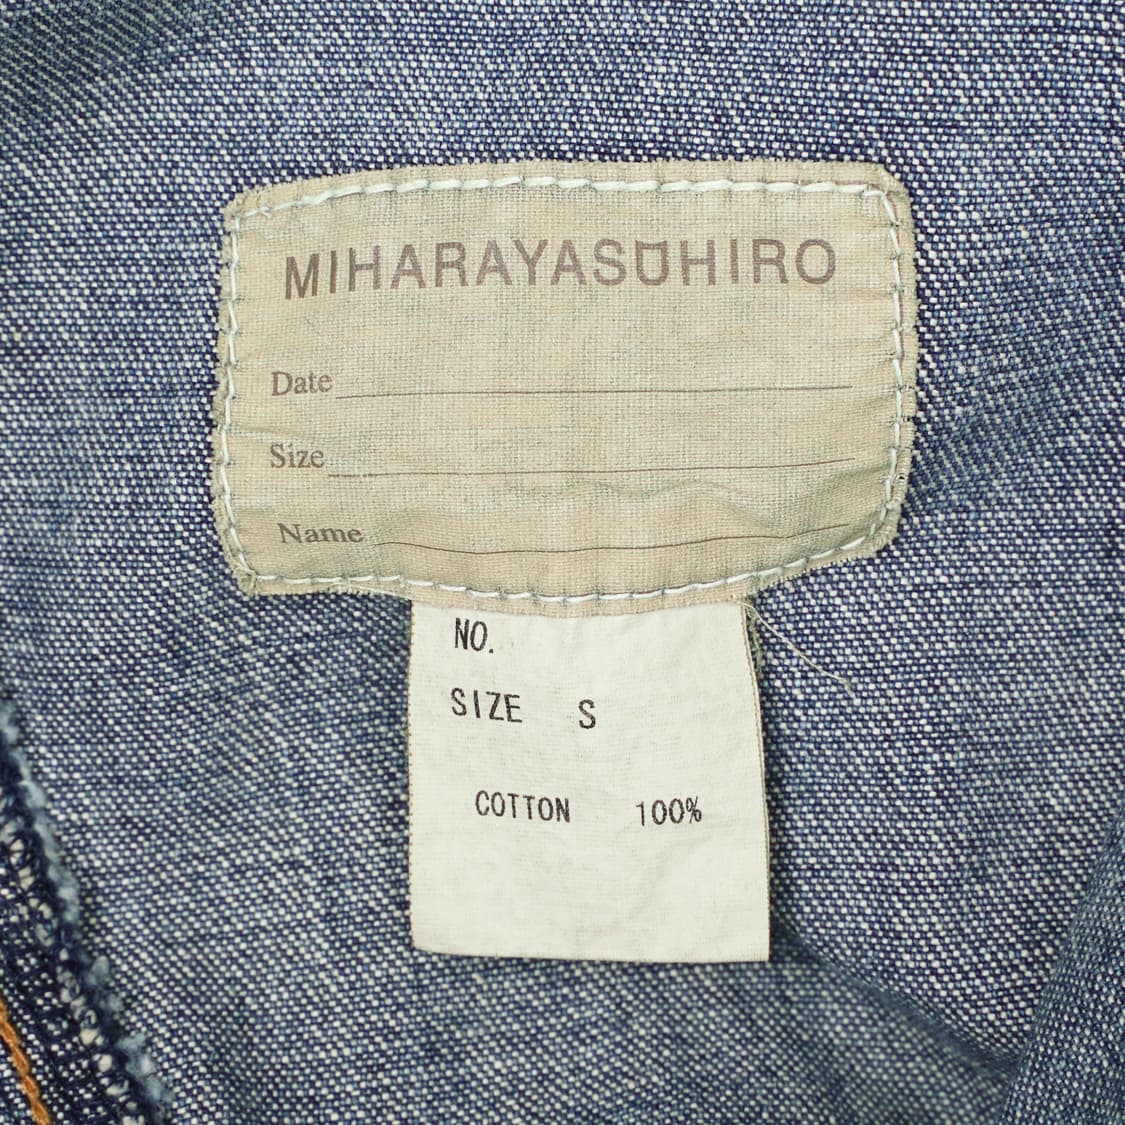 MIHARAYASUHIRO
Date
Size
Name
NO.
SIZE S
COTTON 100%